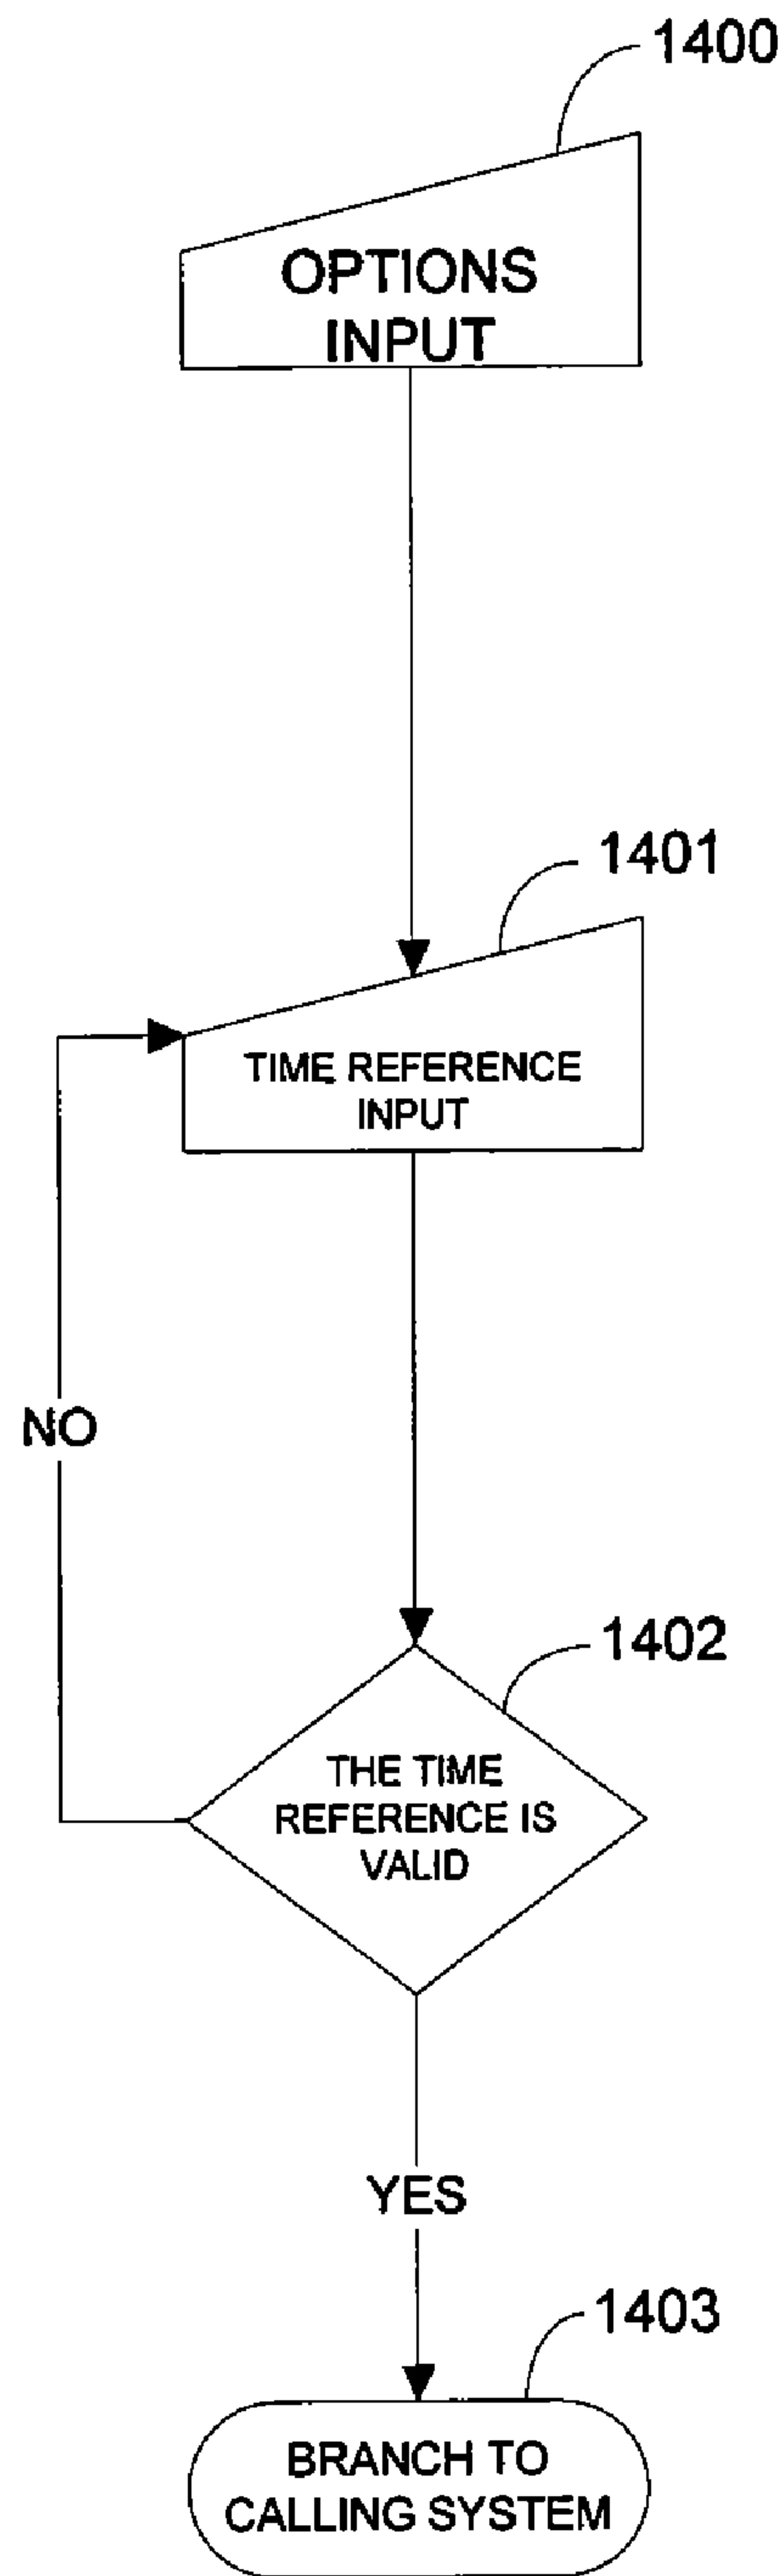 1400
OPTIONS
INPUT
1401
TIME REFERENCE
INPUT
NO
1402
THE TIME
REFERENCE IS
VALID
YES
1403
BRANCH TO
CALLING SYSTEM